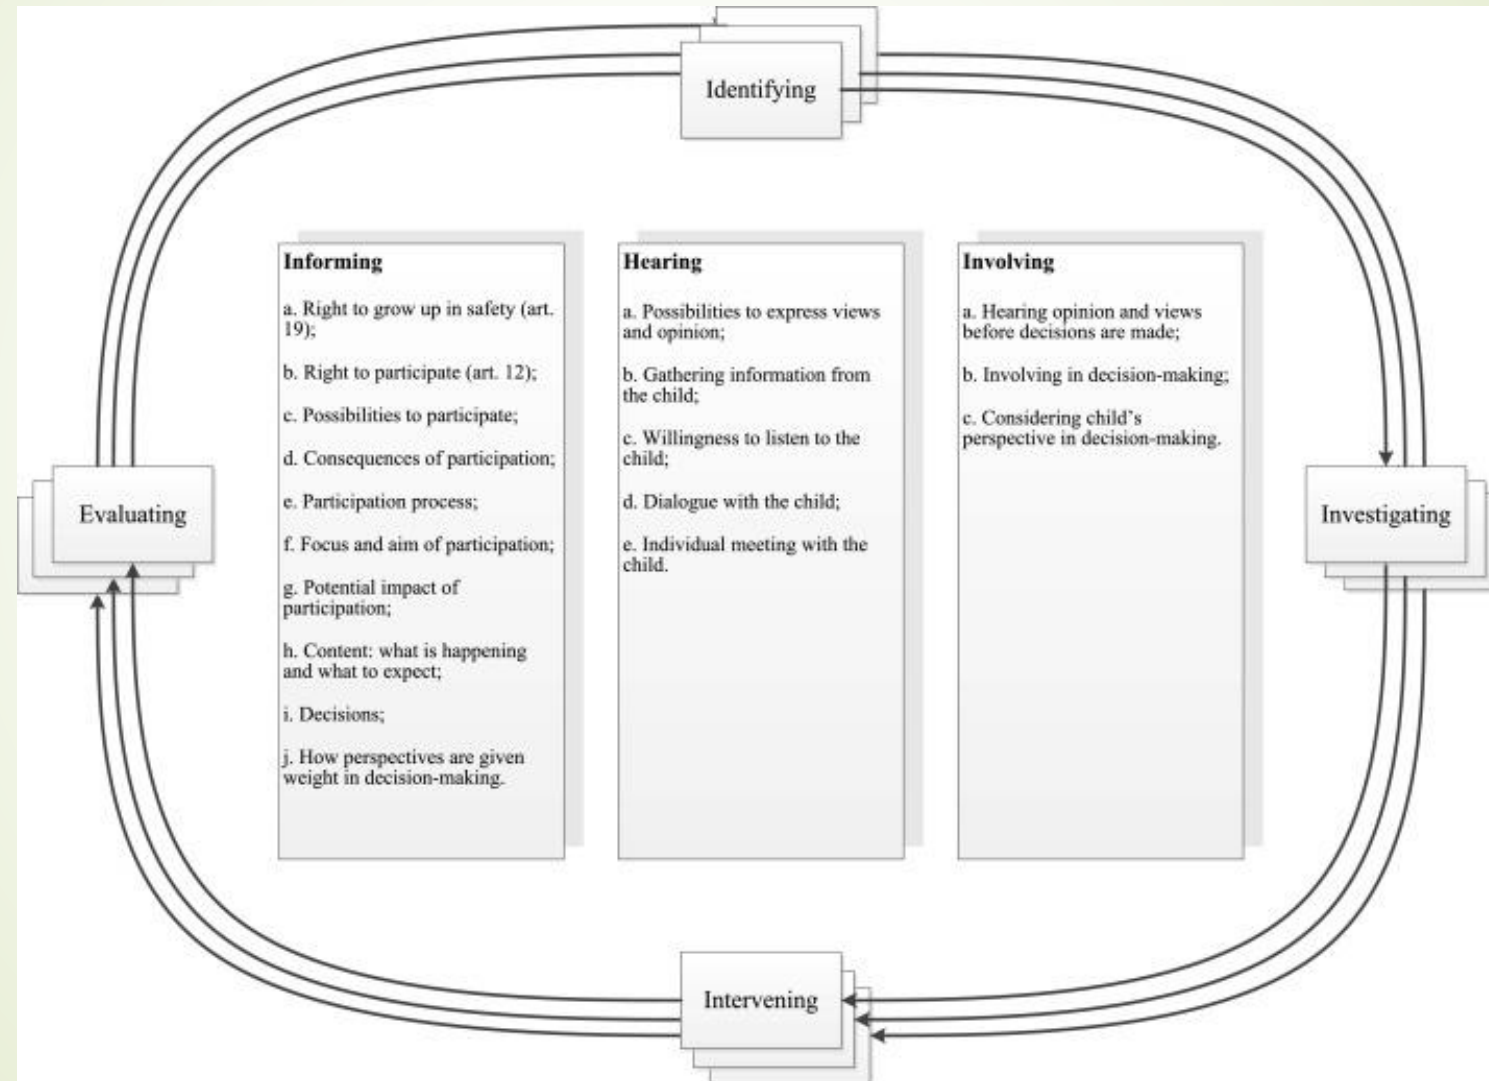 Identifying
Informing
a. Right to grow up in safety (art.
19);
b. Right to participate (art. 12);
c. Possibilities to participate;
d. Consequences of participation;
e. Participation process;
f. Focus and aim of participation;
g. Potential impact of
participation;
h. Content: what is happening
and what to expect;
i. Decisions;
j. How perspectives are given
weight in decision-making.
Hearing
a. Possibilities to express views
and opinion;
b. Gathering information from
the child;
c. Willingness to listen to the
child;
d. Dialogue with the child;
e. Individual meeting with the
child.
Involving
a. Hearing opinion and views
before decisions are made;
b. Involving in decision-making;
c. Considering child's
perspective in decision-making.
Evaluating
Investigating
Intervening